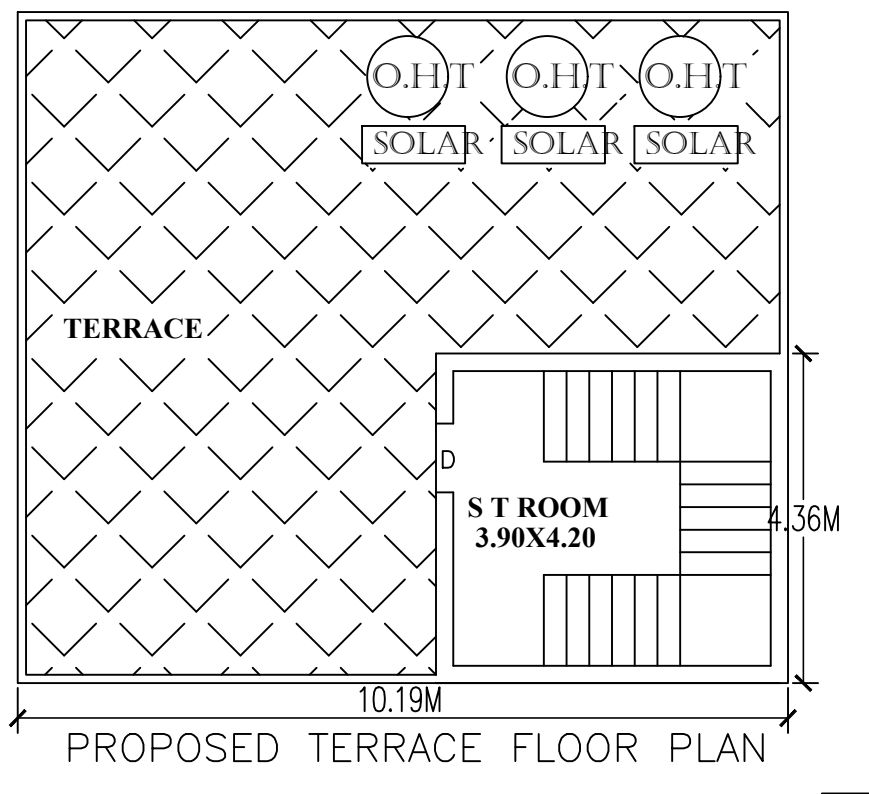 O.H.T O.H.T O.H.T
SOLAR SOLAR SOLAR
TERRACE
D
S T ROOM
3.90X4.20
4.36M
10.19M
PROPOSED TERRACE FLOOR PLAN